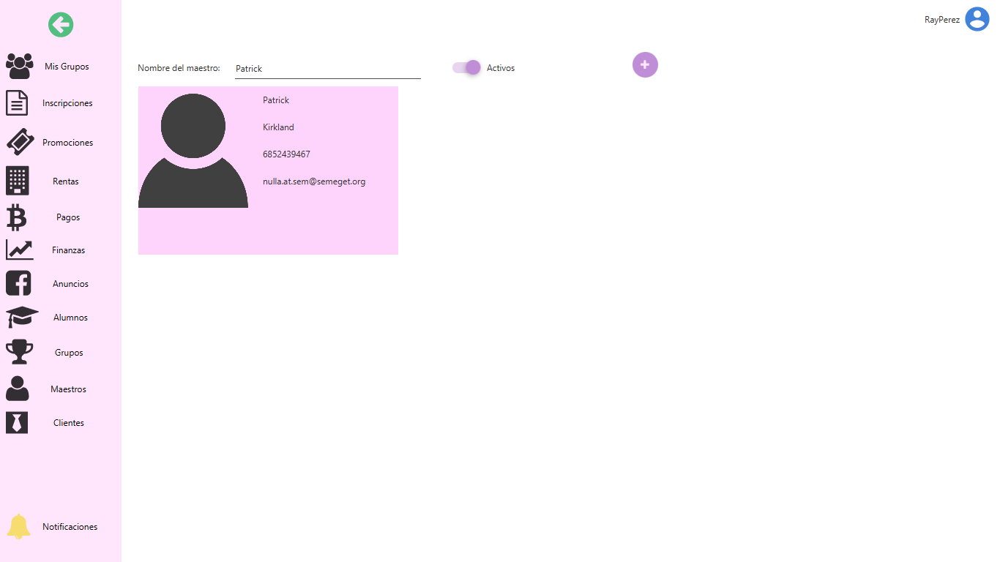 RayPerez
Mis Grupos
Inscripciones
Promociones
Rentas
Pagos
Finanzas
Anuncios
Alumnos
Grupos
Maestros
Clientes
Notificaciones
Nombre del maestro: Patrick
Activos
Patrick
Kirkland
6852439467
nulla.at.sem@semeget.org